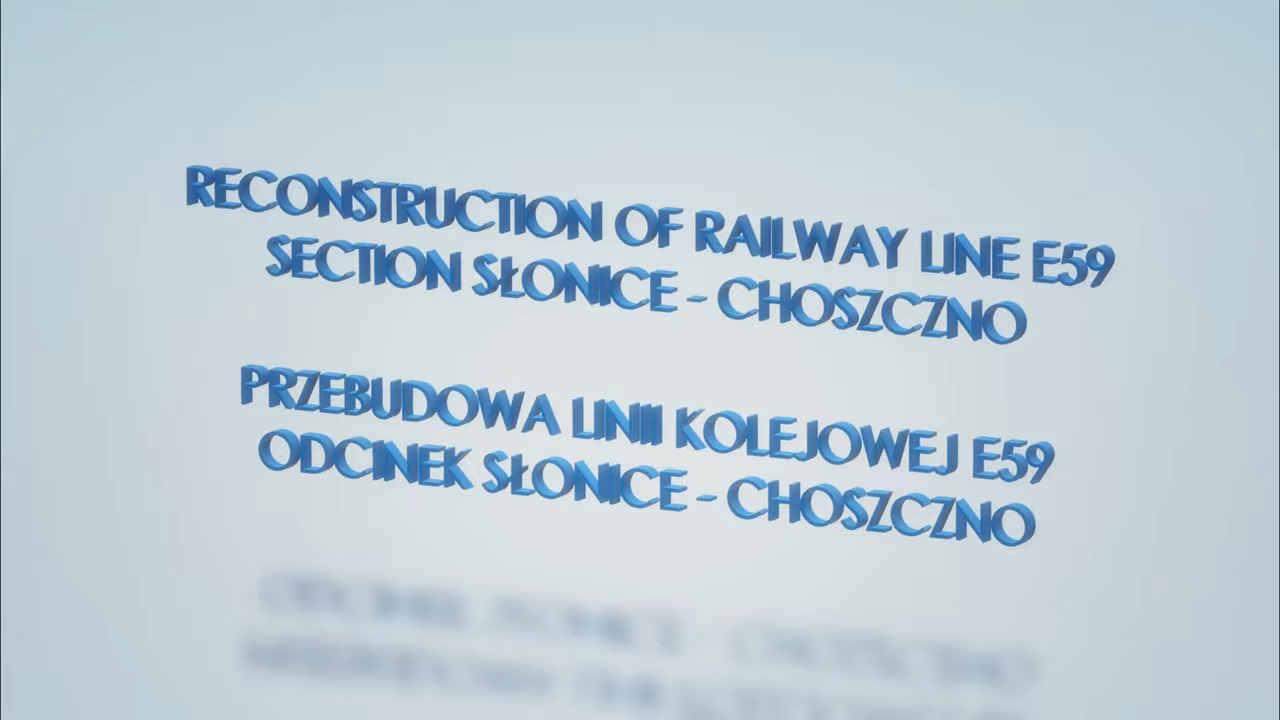 RECONSTRUCTION OF RAILWAY LINE E59
SECTION SŁONICE - CHOSZCZNO
PRZEBUDOWA LINII KOLEJOWEJ E59
ODCINEK SŁONICE - CHOSZCZNO